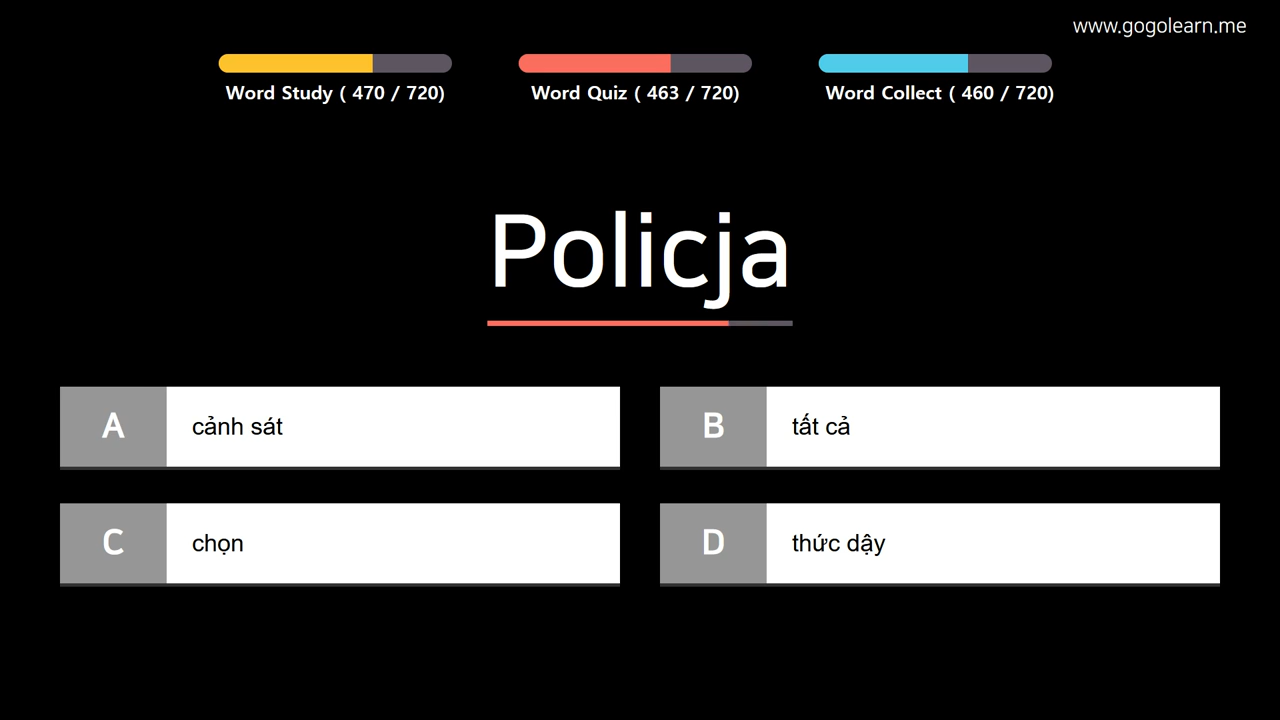 www.gogolearn.me
Word Study ( 470 / 720)
Word Quiz ( 463 / 720)
Word Collect ( 460 / 720)
Policja
A cảnh sát
B tất cả
C chọn
D thức dậy